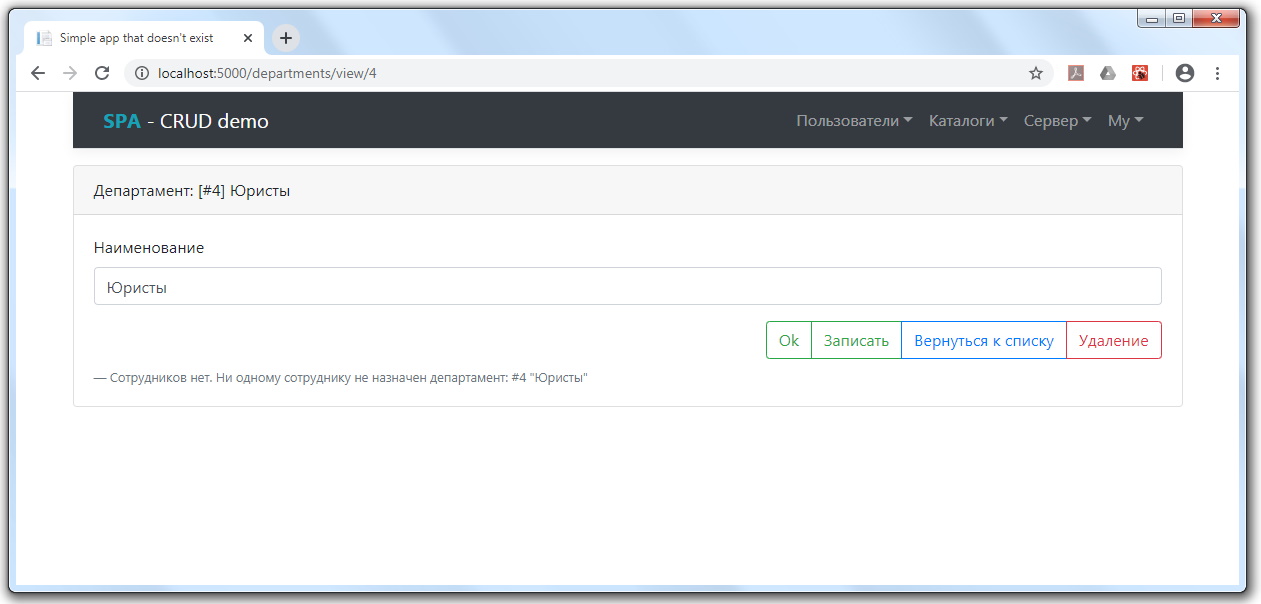 Simple app that doesn't exist
localhost:5000/departments/view/4
SPA - CRUD demo
Пользователи Каталоги Сервер My
Департамент: [#4] Юристы
Наименование
Юристы
Ok Записать Вернуться к списку Удаление
— Сотрудников нет. Ни одному сотруднику не назначен департамент: #4 "Юристы"